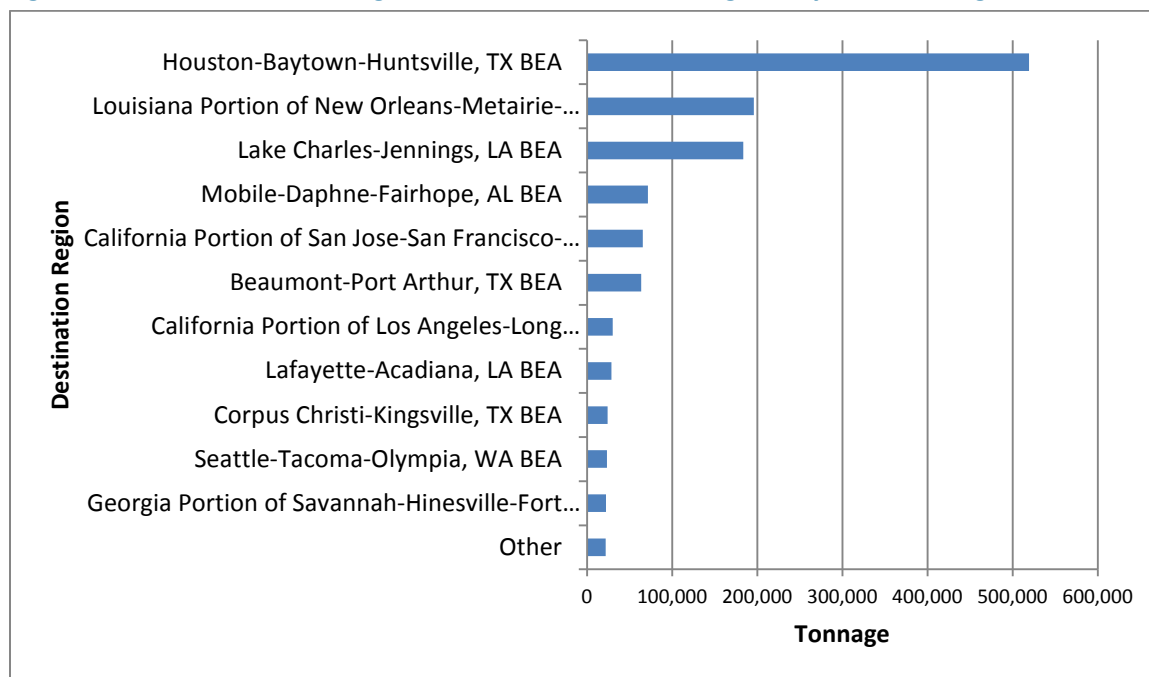 Houston-Baytown-Huntsville, TX BEA
Louisiana Portion of New Orleans-Metairie-...
Lake Charles-Jennings, LA BEA
Mobile-Daphne-Fairhope, AL BEA
California Portion of San Jose-San Francisco-...
Beaumont-Port Arthur, TX BEA
California Portion of Los Angeles-Long...
Lafayette-Acadiana, LA BEA
Corpus Christi-Kingsville, TX BEA
Seattle-Tacoma-Olympia, WA BEA
Georgia Portion of Savannah-Hinesville-Fort...
Other
Destination Region
0 100,000 200,000 300,000 400,000 500,000 600,000
Tonnage